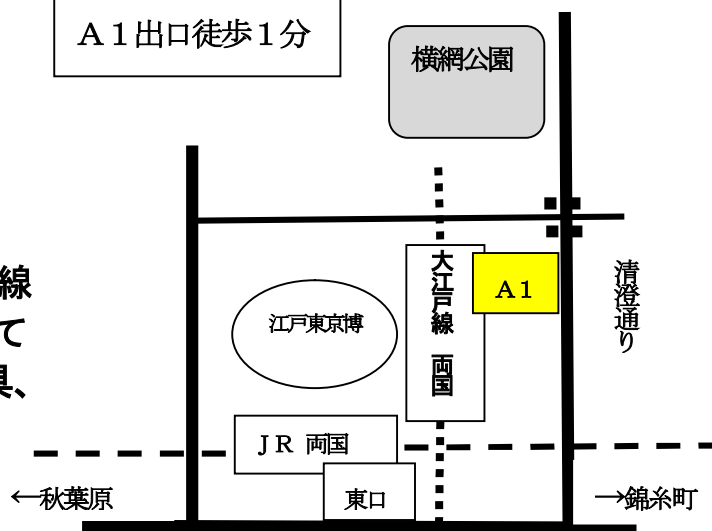 Ａ１出口徒歩１分
横網公園
線
て
大江戸線　両国
Ａ１
清澄通り
江戸東京博
ＪＲ 両国
東口
←秋葉原
→錦糸町